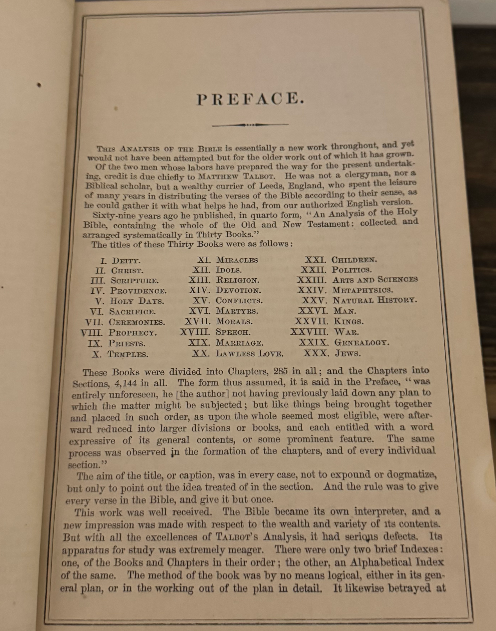 PREFACE.
THIS ANALYSIS OF THE BIBLE is essentially a new work throughout, and yet
would not have been attempted but for the older work out of which it has grown.
Of the two men whose labors have prepared the way for the present undertak-
ing, credit is due chiefly to MATTHEW TALBOT. He was not a clergyman, nor a
Biblical scholar, but a wealthy currier of Leeds, England, who spent the leisure
of many years in distributing the verses of the Bible according to their sense, as
he could gather it with what helps he had, from our authorized English version.
Sixty-nine years ago he published, in quarto form, "An Analysis of the Holy
Bible, containing the whole of the Old and New Testament: collected and
arranged systematically in Thirty Books."
The titles of these Thirty Books were as follows:
I. DEITY. XI. MIRACLES XXI. CHILDREN.
II. CHRIST. XII. IDOLS. XXII. POLITICS.
III. SCRIPTURE. XIII. RELIGION. XXIII. ARTS AND SCIENCES
IV. PROVIDENCE. XIV. DEVOTION. XXIV. METAPHYSICS.
V. HOLY DAYS. XV. CONFLICTS. XXV. NATURAL HISTORY.
VI. SACRIFICE. XVI. MARTYRS. XXVI. MAN.
VII. CEREMONIES. XVII. MORALS. XXVII. KINGS.
VIII. PROPHECY. XVIII. SPEECH. XXVIII. WAR.
IX. PRIESTS. XIX. MARRIAGE. XXIX. GENEALOGY.
X. TEMPLES. XX. LAWLESS LOVE. XXX. JEWS.
These Books were divided into Chapters, 285 in all; and the Chapters into
Sections, 4,144 in all. The form thus assumed, it is said in the Preface, "was
entirely unforeseen, he [the author] not having previously laid down any plan to
which the matter might be subjected; but like things being brought together
and placed in such order, as upon the whole seemed most eligible, were after-
ward reduced into larger divisions or books, and each entitled with a word
expressive of its general contents, or some prominent feature. The same
process was observed in the formation of the chapters, and of every individual
section."
The aim of the title, or caption, was in every case, not to expound or dogmatize,
but only to point out the idea treated of in the section. And the rule was to give
every verse in the Bible, and give it but once.
This work was well received. The Bible became its own interpreter, and a
new impression was made with respect to the wealth and variety of its contents.
But with all the excellences of TALBOT'S Analysis, it had serious defects. Its
apparatus for study was extremely meager. There were only two brief Indexes:
one, of the Books and Chapters in their order; the other, an Alphabetical Index
of the same. The method of the book was by no means logical, either in its gen-
eral plan, or in the working out of the plan in detail. It likewise betrayed at